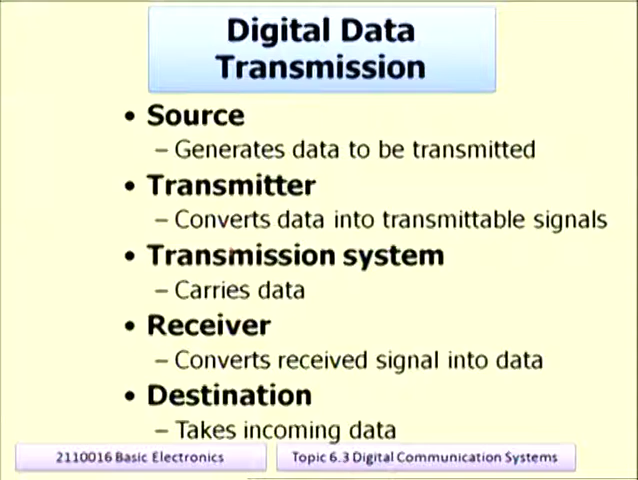 Digital Data
Transmission
• Source
– Generates data to be transmitted
• Transmitter
– Converts data into transmittable signals
• Transmission system
– Carries data
• Receiver
– Converts received signal into data
• Destination
– Takes incoming data
2110016 Basic Electronics
Topic 6.3 Digital Communication Systems